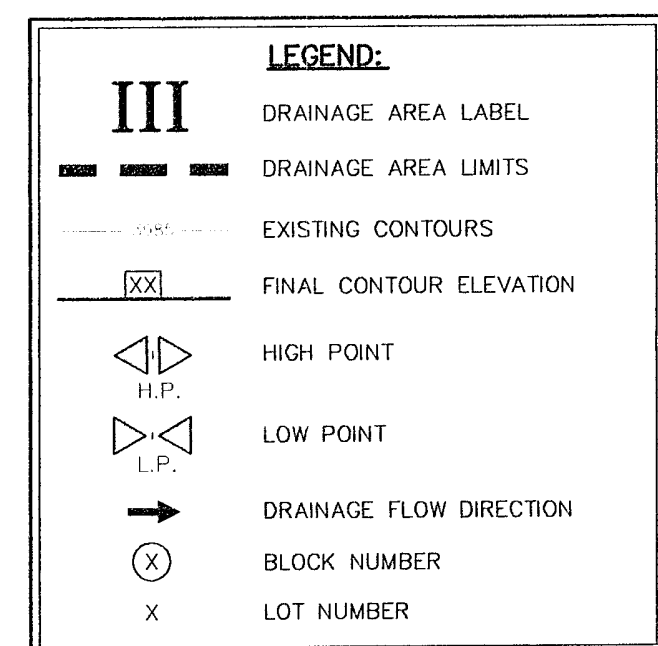 LEGEND:
III DRAINAGE AREA LABEL
DRAINAGE AREA LIMITS
3985 EXISTING CONTOURS
XX FINAL CONTOUR ELEVATION
HIGH POINT
H.P.
LOW POINT
L.P.
DRAINAGE FLOW DIRECTION
X BLOCK NUMBER
X LOT NUMBER